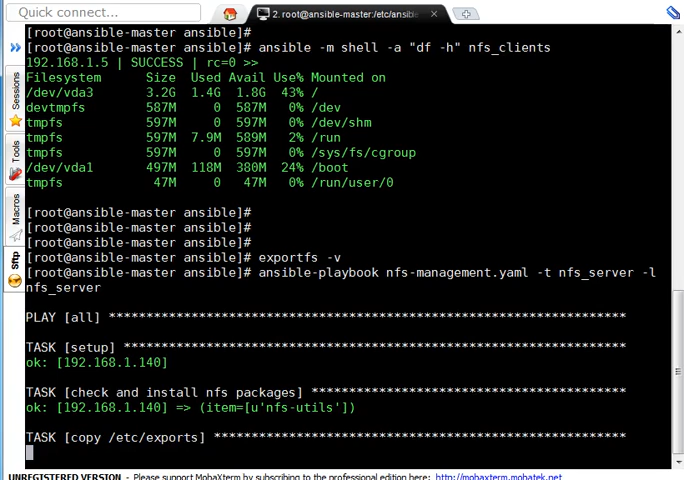 Quick connect...
2. root@ansible-master:/etc/ansible
[root@ansible-master ansible]#
[root@ansible-master ansible]# ansible -m shell -a "df -h" nfs_clients
192.168.1.5 | SUCCESS | rc=0 >>
Filesystem Size Used Avail Use% Mounted on
/dev/vda3 3.2G 1.4G 1.8G 43% /
devtmpfs 587M 0 587M 0% /dev
tmpfs 597M 0 597M 0% /dev/shm
tmpfs 597M 7.9M 589M 2% /run
tmpfs 597M 0 597M 0% /sys/fs/cgroup
/dev/vda1 497M 118M 380M 24% /boot
tmpfs 47M 0 47M 0% /run/user/0
[root@ansible-master ansible]#
[root@ansible-master ansible]#
[root@ansible-master ansible]#
[root@ansible-master ansible]# exportfs -v
[root@ansible-master ansible]# ansible-playbook nfs-management.yaml -t nfs_server -l
nfs_server
PLAY [all] *********************************************************************
TASK [setup] *******************************************************************
ok: [192.168.1.140]
TASK [check and install nfs packages] ******************************************
ok: [192.168.1.140] => (item=[u'nfs-utils'])
TASK [copy /etc/exports] *******************************************************
Sessions
Tools
Macros
Sftp
UNREGISTERED VERSION - Please support MobaXterm by subscribing to the professional edition here: http://mobaxterm.mobatek.net